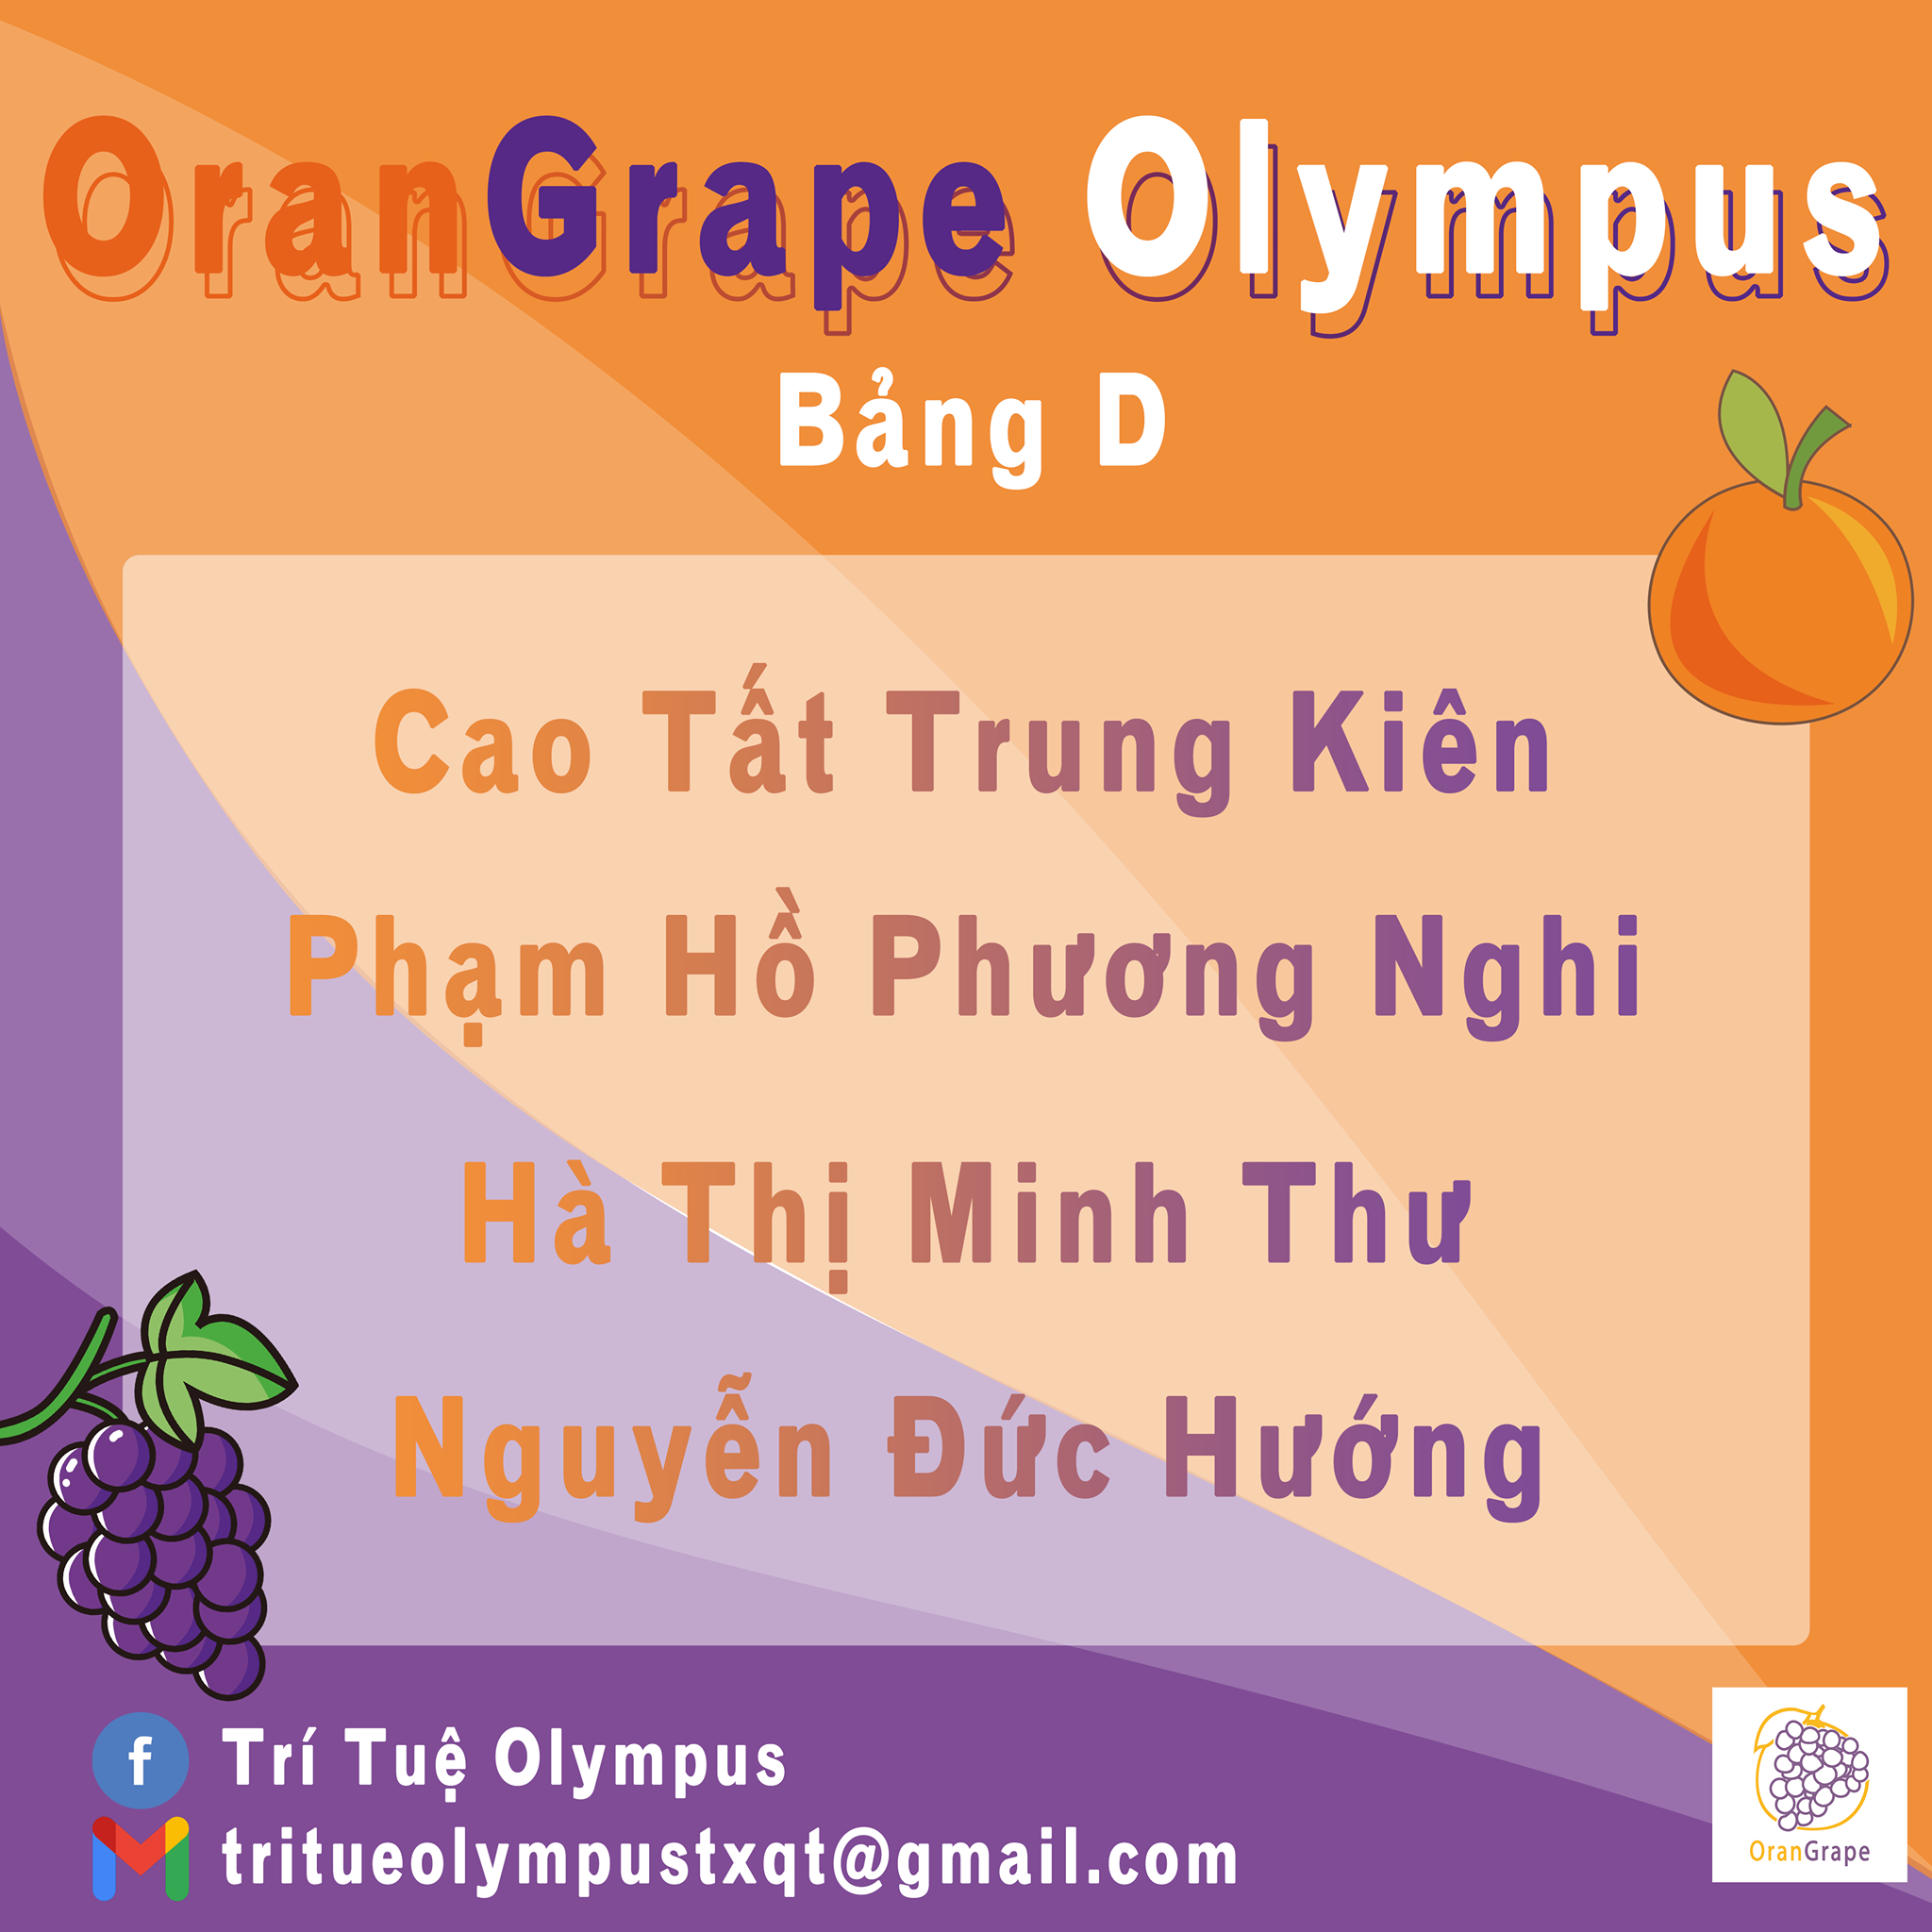 OranGrape Olympus
Bảng D
Cao Tất Trung Kiên
Phạm Hồ Phương Nghi
Hà Thị Minh Thư
Nguyễn Đức Hướng
f Trí Tuệ Olympus
tritueolympustxqt@gmail.com
OranGrape